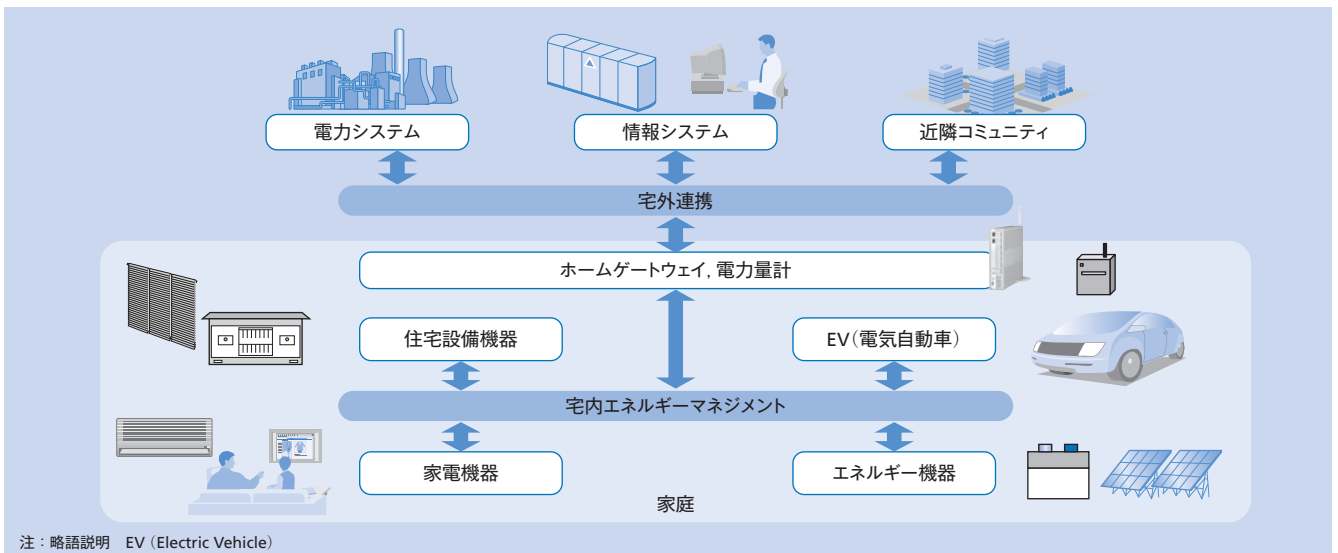 電力システム
情報システム
近隣コミュニティ
宅外連携
ホームゲートウェイ, 電力量計
住宅設備機器
EV(電気自動車)
宅内エネルギーマネジメント
家電機器
エネルギー機器
家庭
注:略語説明 EV(Electric Vehicle)